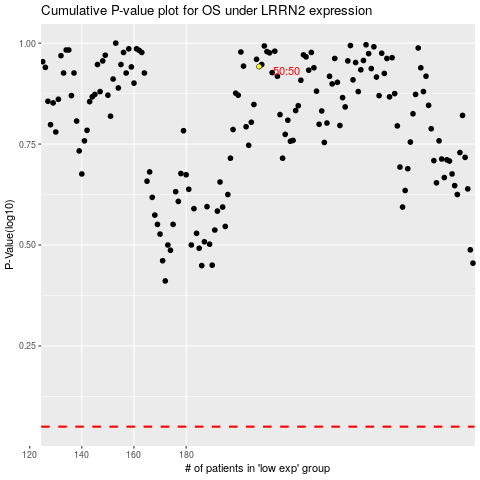 Cumulative P-value plot for OS under LRRN2 expression
1.00
50:50
0.75
P-Value(log10)
0.50
0.25
120 140 160 180
# of patients in 'low exp' group